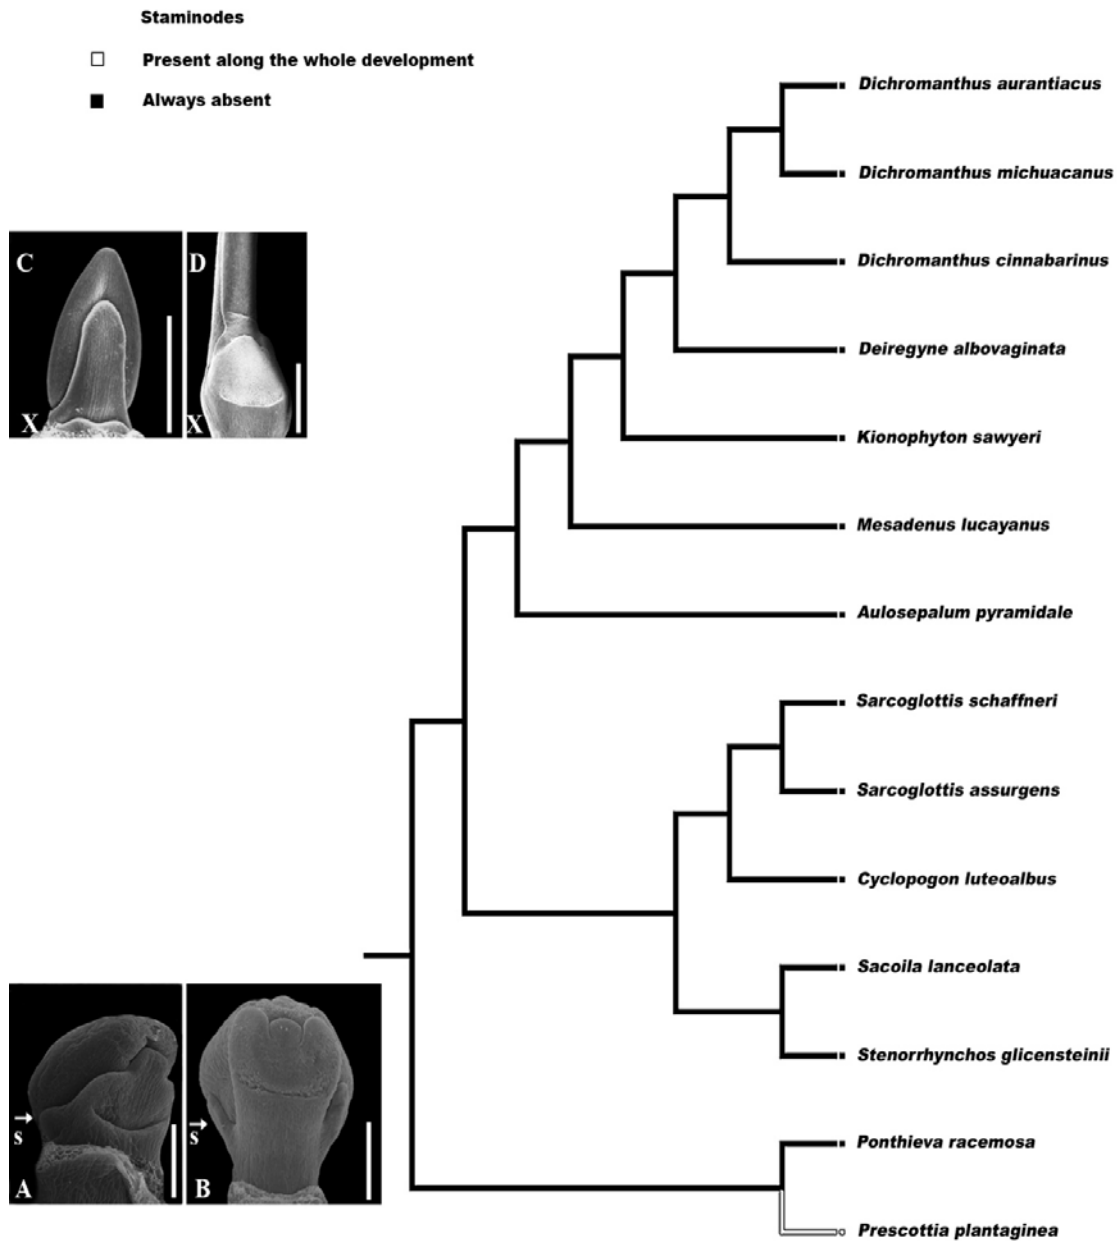 Staminodes
Present along the whole development
Always absent
Dichromanthus aurantiacus
Dichromanthus michuacanus
Dichromanthus cinnabarinus
Deiregyne albovaginata
Kionophyton sawyeri
Mesadenus lucayanus
Aulosepalum pyramidale
Sarcoglottis schaffneri
Sarcoglottis assurgens
Cyclopogon luteoalbus
Sacoila lanceolata
Stenorrhynchos glicensteinii
Ponthieva racemosa
Prescottia plantaginea
C
D
X
X
s
s
A
B